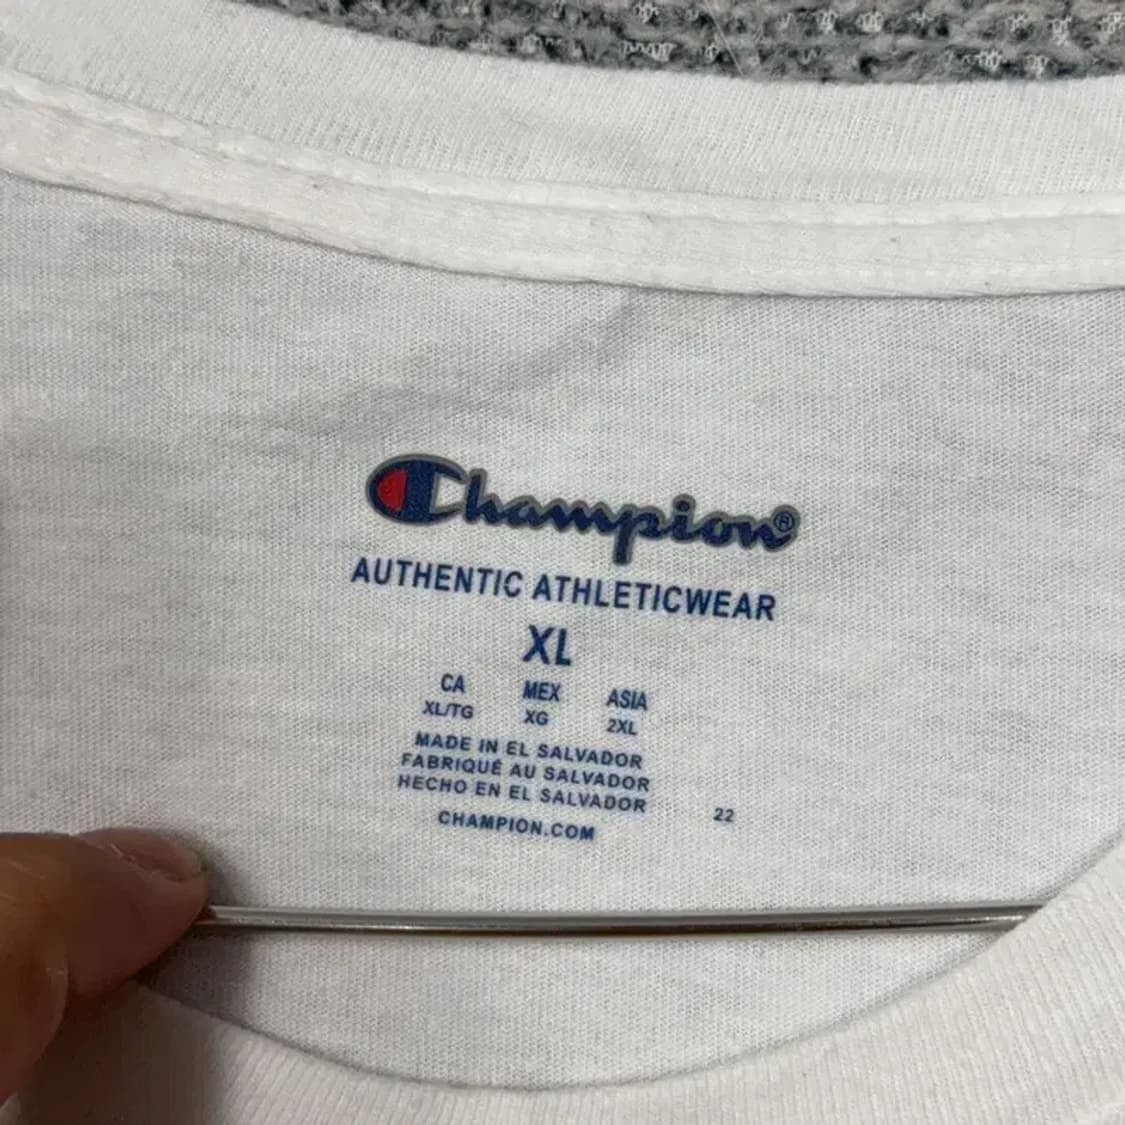 Champion®
AUTHENTIC ATHLETICWEAR
XL
CA MEX ASIA
XL/TG XG 2XL
MADE IN EL SALVADOR
FABRIQUÉ AU SALVADOR
HECHO EN EL SALVADOR
22
CHAMPION.COM